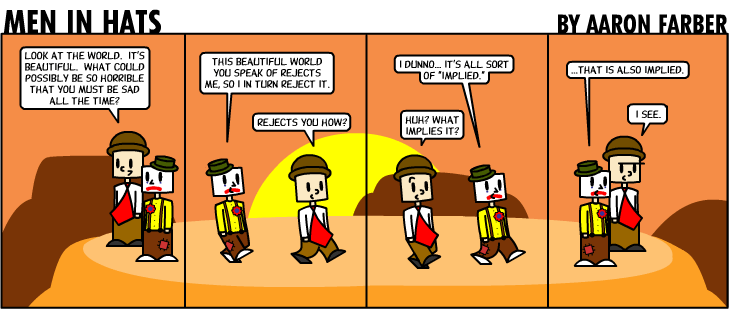 MEN IN HATS
BY AARON FARBER
LOOK AT THE WORLD. IT'S
BEAUTIFUL. WHAT COULD
POSSIBLY BE SO HORRIBLE
THAT YOU MUST BE SAD
ALL THE TIME?
THIS BEAUTIFUL WORLD
YOU SPEAK OF REJECTS
ME, SO I IN TURN REJECT IT.
REJECTS YOU HOW?
I DUNNO... IT'S ALL SORT
OF "IMPLIED."
HUH? WHAT
IMPLIES IT?
...THAT IS ALSO IMPLIED.
I SEE.